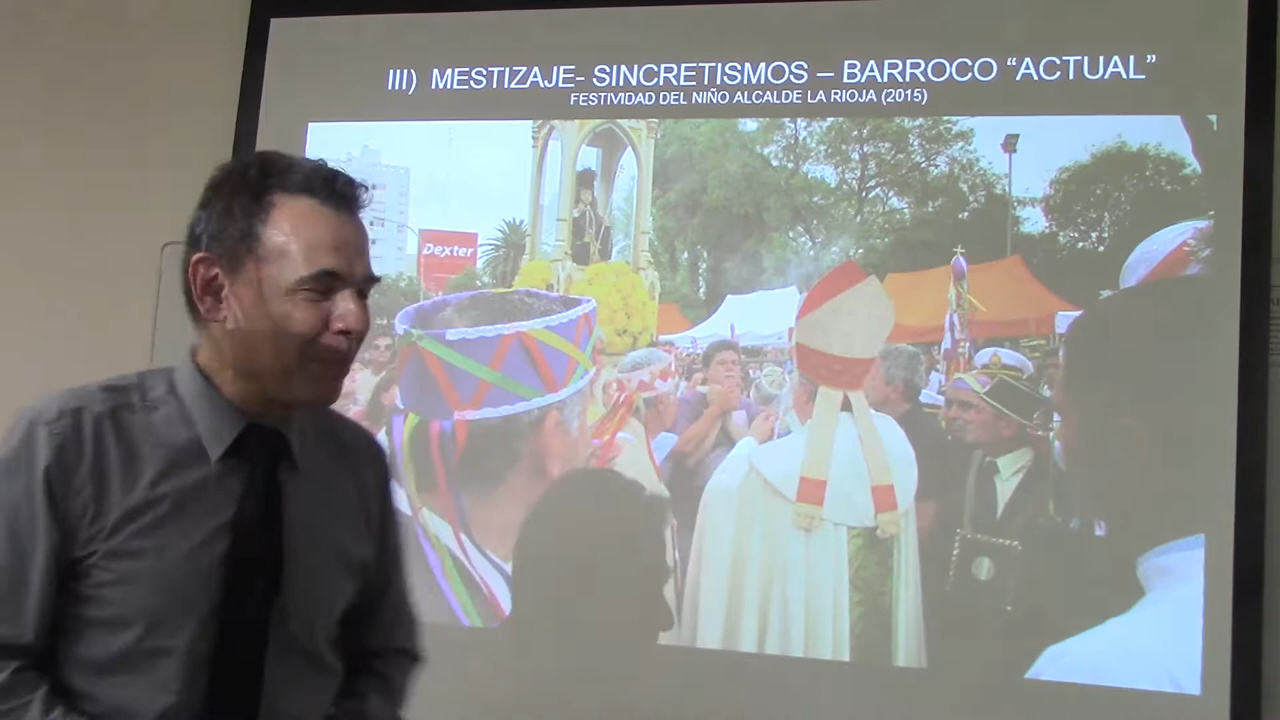 III) MESTIZAJE- SINCRETISMOS – BARROCO “ACTUAL”
FESTIVIDAD DEL NIÑO ALCALDE LA RIOJA (2015)
Dexter